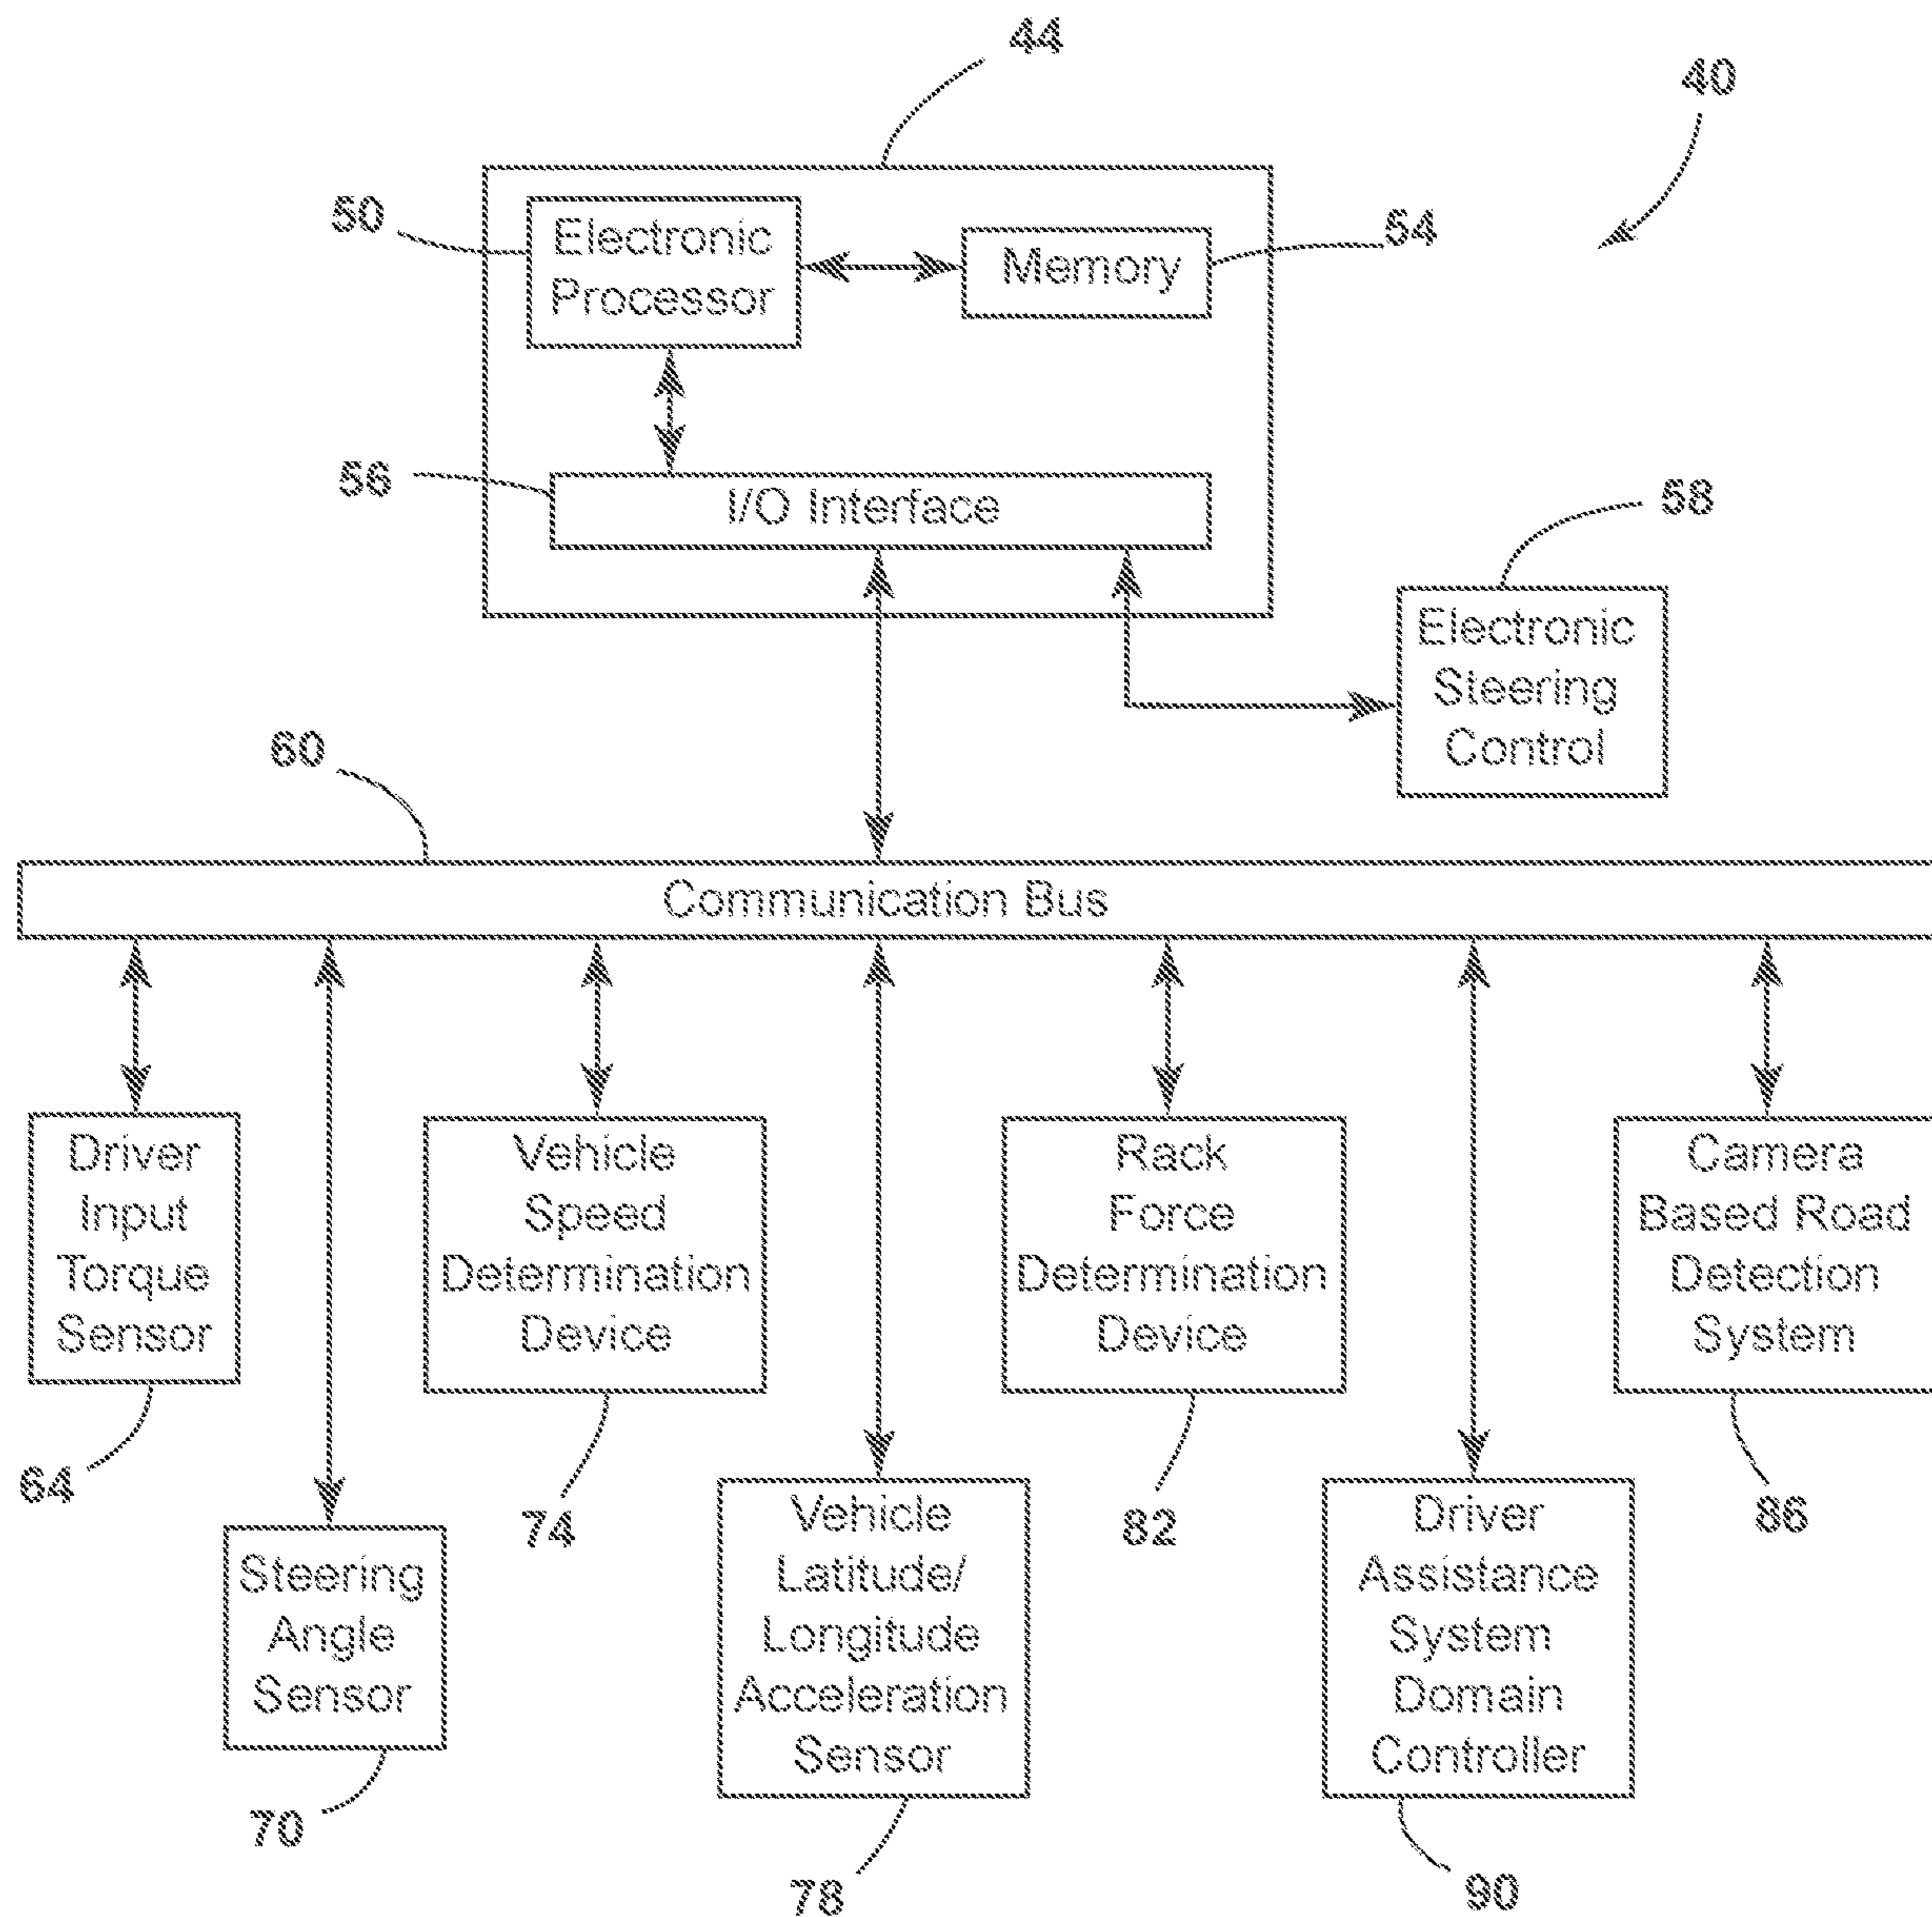 44
40
50
Electronic
Processor
Memory
54
56
I/O Interface
58
Electronic
Steering
Control
60
Communication Bus
Driver
Input
Torque
Sensor
64
Steering
Angle
Sensor
70
Vehicle
Speed
Determination
Device
74
Vehicle
Latitude/
Longitude
Acceleration
Sensor
78
Rack
Force
Determination
Device
82
Driver
Assistance
System
Domain
Controller
90
Camera
Based Road
Detection
System
86